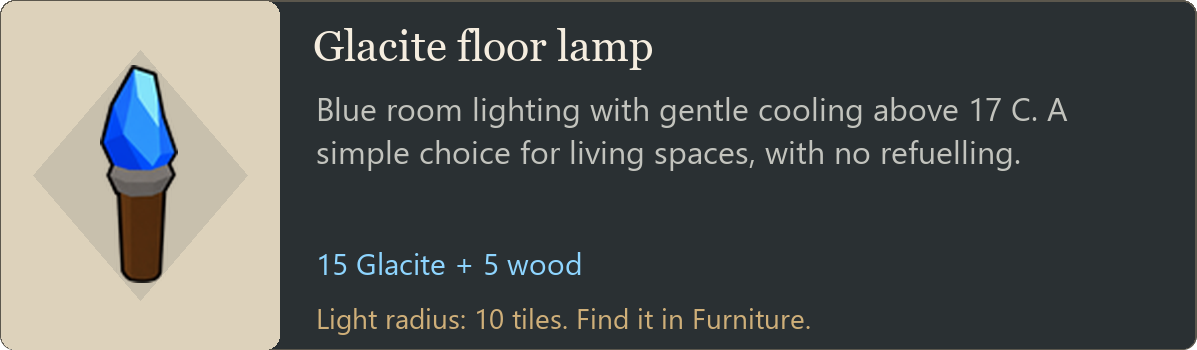 Glacite floor lamp
Blue room lighting with gentle cooling above 17 C. A
simple choice for living spaces, with no refuelling.
15 Glacite + 5 wood
Light radius: 10 tiles. Find it in Furniture.